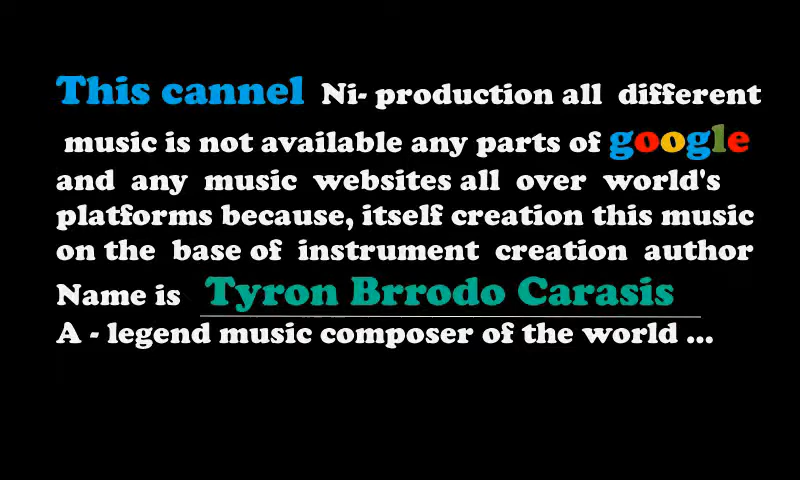 This cannel Ni- production all different
music is not available any parts of google
and any music websites all over world's
platforms because, itself creation this music
on the base of instrument creation author
Name is Tyron Brrodo Carasis
A - legend music composer of the world ...